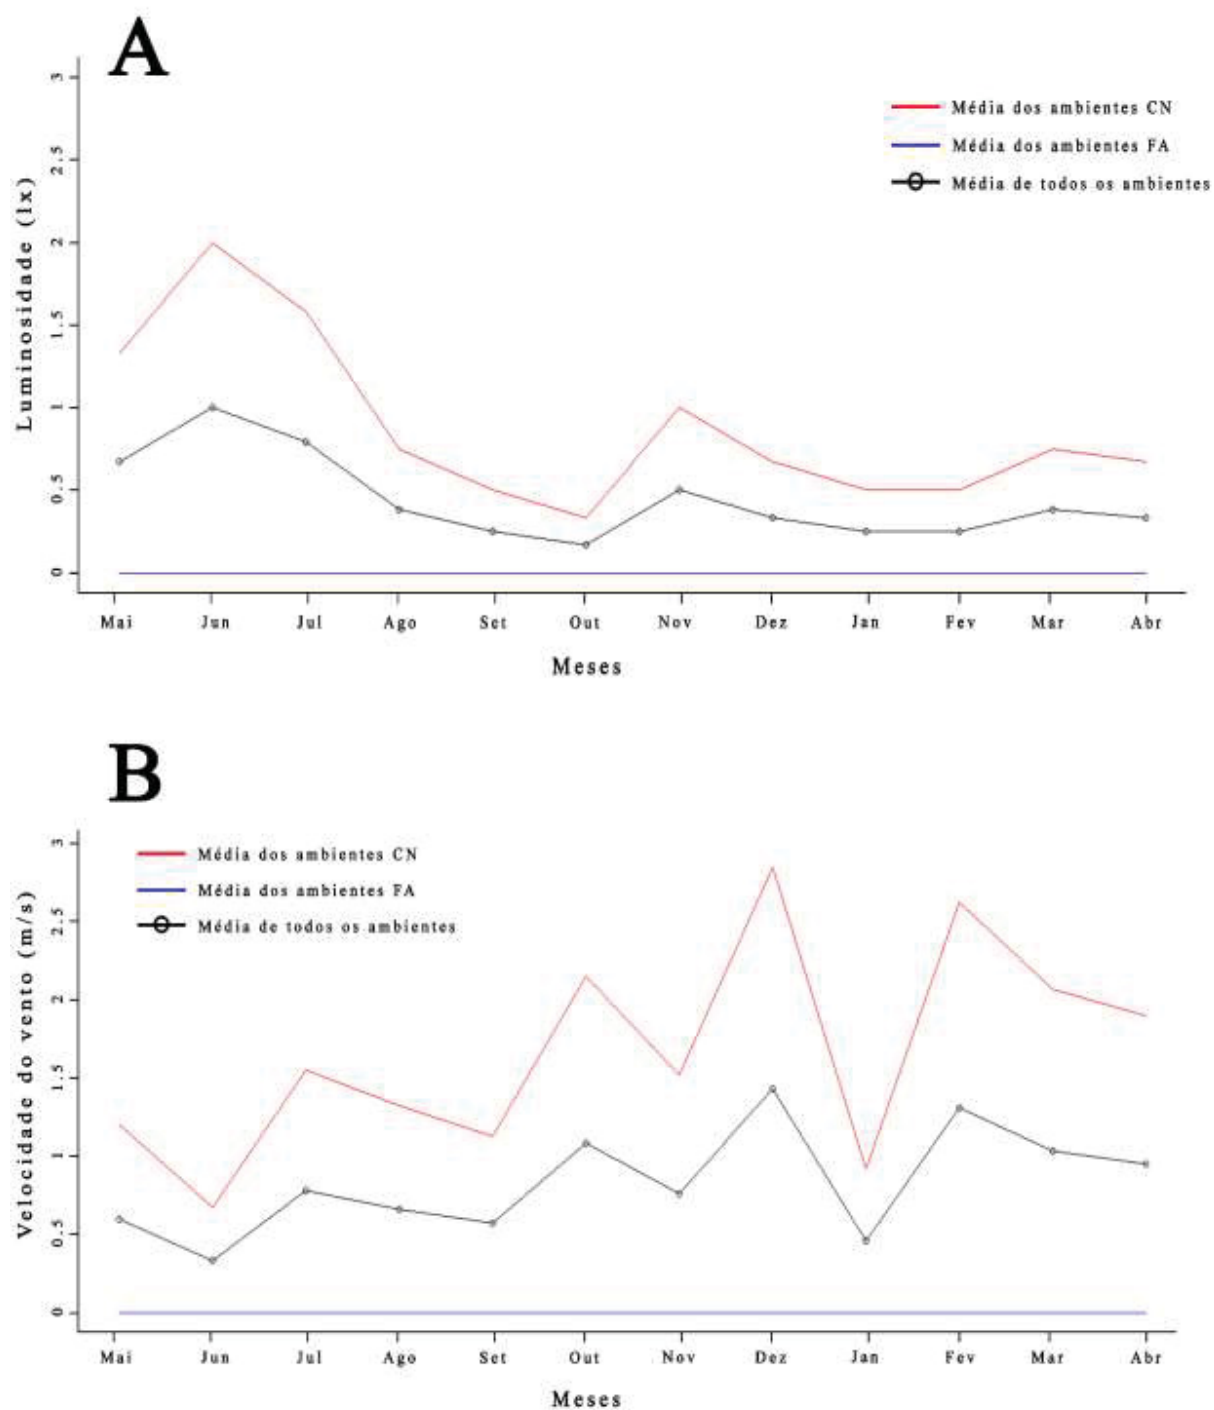 A
3
2.5
2
1.5
1
0.5
0
Luminosidade (lx)
Média dos ambientes CN
Média dos ambientes FA
Média de todos os ambientes
Mai Jun Jul Ago Set Out Nov Dez Jan Fev Mar Abr
Meses
B
3
2.5
2
1.5
1
0.5
0
Velocidade do vento (m/s)
Média dos ambientes CN
Média dos ambientes FA
Média de todos os ambientes
Mai Jun Jul Ago Set Out Nov Dez Jan Fev Mar Abr
Meses